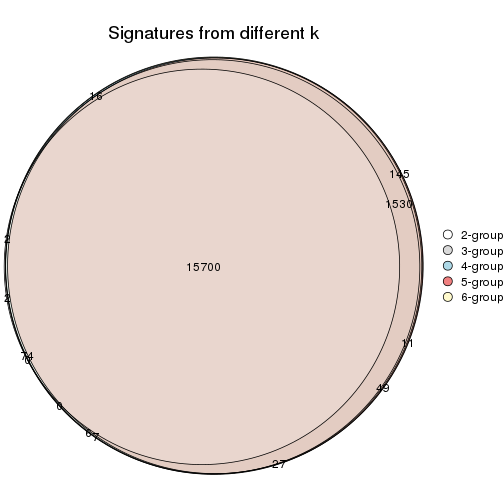 Signatures from different k
16
145
1530
2
15700
2
11
49
27
0
2-group
3-group
4-group
5-group
6-group